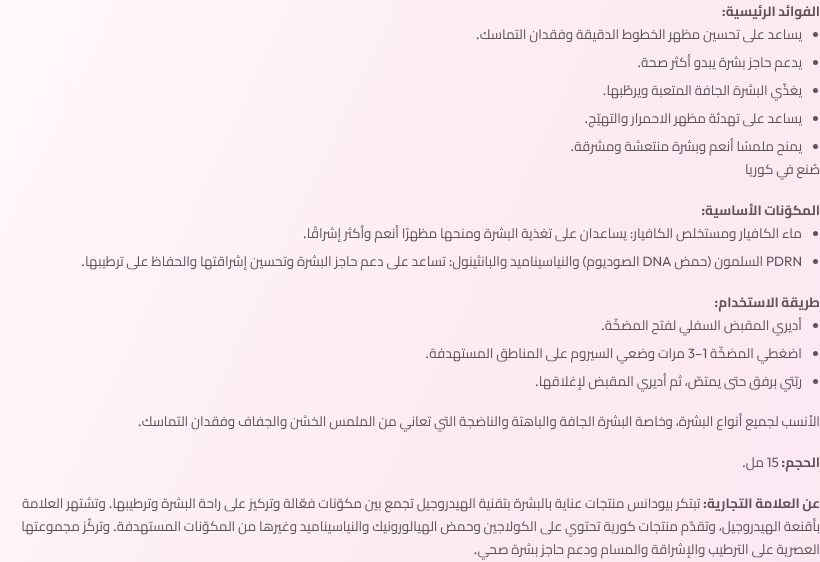 الفوائد الرئيسية:
• يساعد على تحسين مظهر الخطوط الدقيقة وفقدان التماسك.
• يدعم حاجز بشرة يبدو أكثر صحة.
• يغذّي البشرة الجافة المتعبة ويرطّبها.
• يساعد على تهدئة مظهر الاحمرار والتهيّج.
• يمنح ملمسًا أنعم وبشرة منتعشة ومشرقة.
صُنع في كوريا
المكوّنات الأساسية:
• ماء الكافيار ومستخلص الكافيار: يساعدان على تغذية البشرة ومنحها مظهرًا أنعم وأكثر إشراقًا.
• PDRN السلمون (حمض DNA الصوديوم) والنياسيناميد والبانثينول: تساعد على دعم حاجز البشرة وتحسين إشراقتها والحفاظ على ترطيبها.
طريقة الاستخدام:
• أديري المقبض السفلي لفتح المضخّة.
• اضغطي المضخّة 1–3 مرات وضعي السيروم على المناطق المستهدفة.
• ربّتي برفق حتى يمتصّ، ثم أديري المقبض لإغلاقها.
الأنسب لجميع أنواع البشرة، وخاصة البشرة الجافة والباهتة والناضجة التي تعاني من الملمس الخشن والجفاف وفقدان التماسك.
الحجم: 15 مل.
عن العلامة التجارية: تبتكر بيودانس منتجات عناية بالبشرة بتقنية الهيدروجيل تجمع بين مكوّنات فعّالة وتركيز على راحة البشرة وترطيبها. وتشتهر العلامة
بأقنعة الهيدروجيل، وتقدّم منتجات كورية تحتوي على الكولاجين وحمض الهيالورونيك والنياسيناميد وغيرها من المكوّنات المستهدفة. وتركّز مجموعتها
العصرية على الترطيب والإشراقة والمسام ودعم حاجز بشرة صحي.